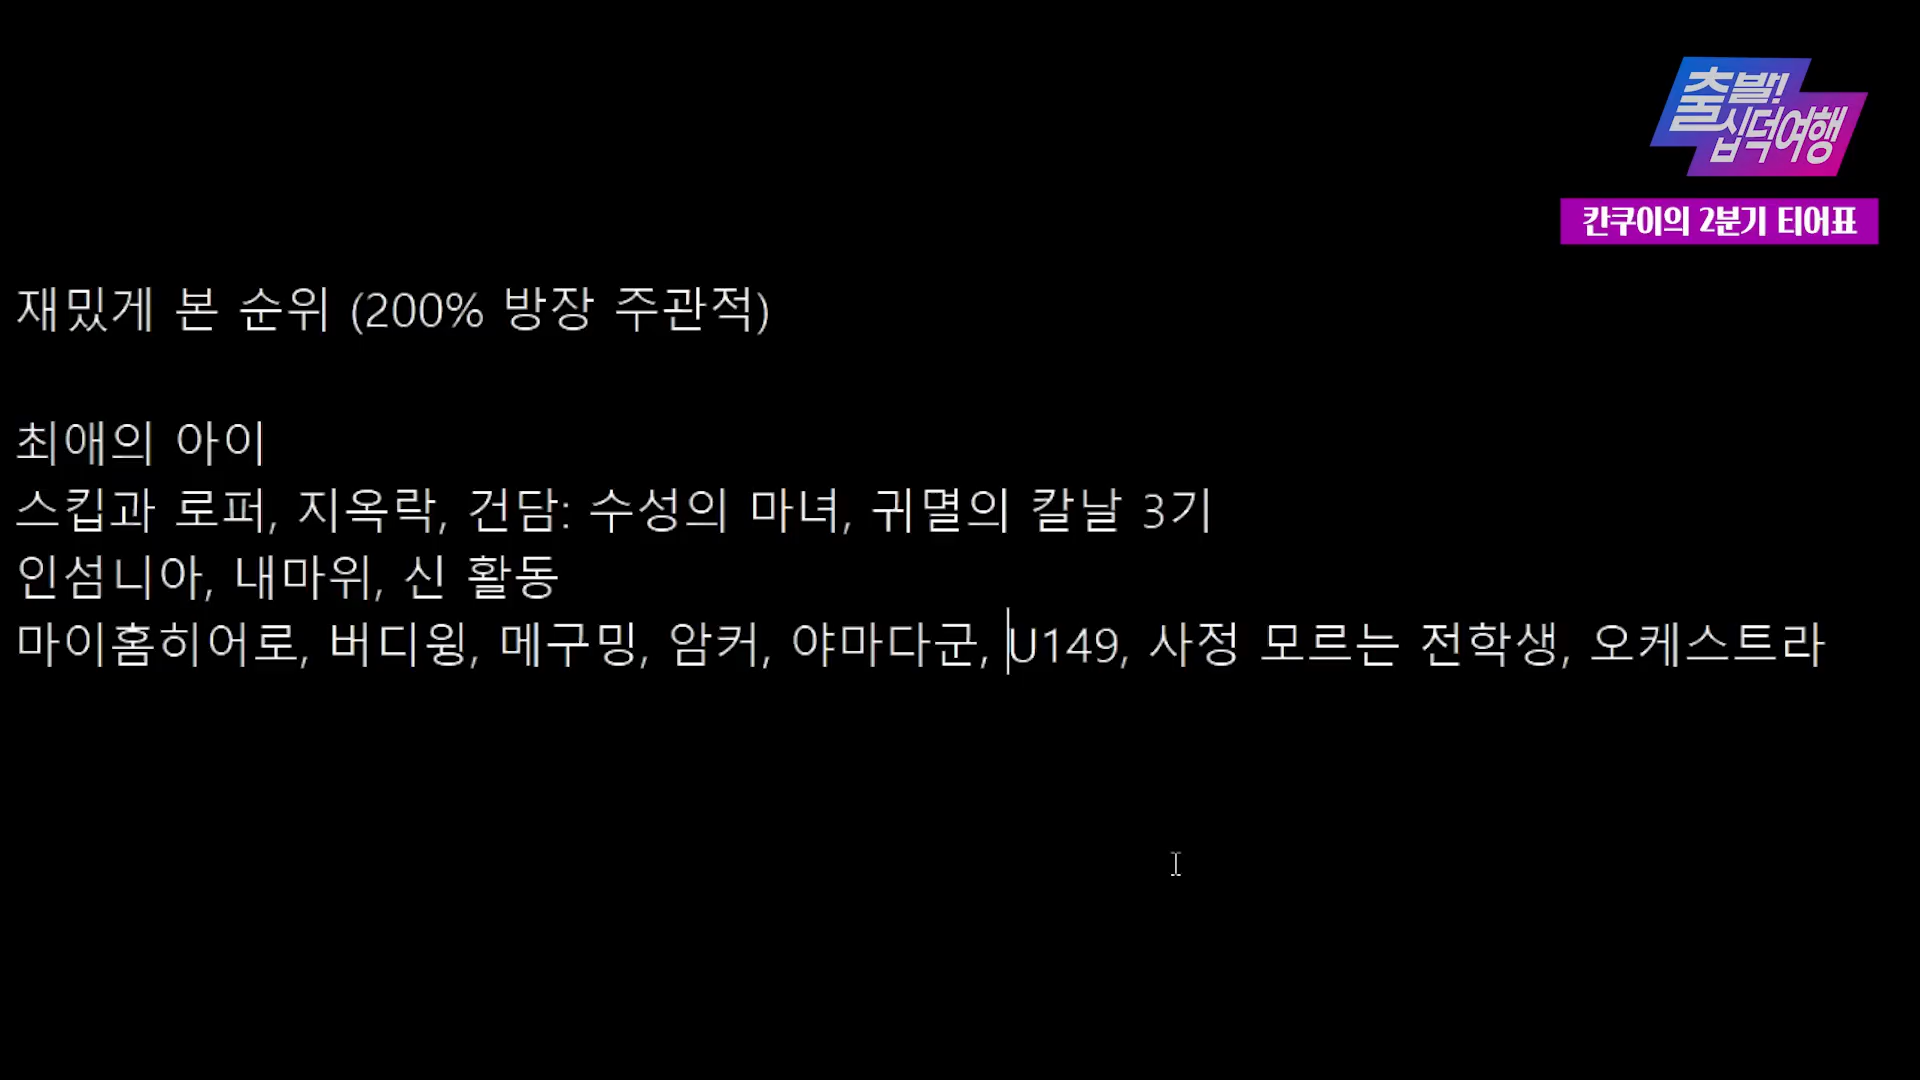 출발!
십덕여행
칸쿠이의 2분기 티어표
재밌게 본 순위 (200% 방장 주관적)
최애의 아이
스킵과 로퍼, 지옥락, 건담: 수성의 마녀, 귀멸의 칼날 3기
인섬니아, 내마위, 신 활동
마이홈히어로, 버디윙, 메구밍, 암커, 야마다군, U149, 사정 모르는 전학생, 오케스트라